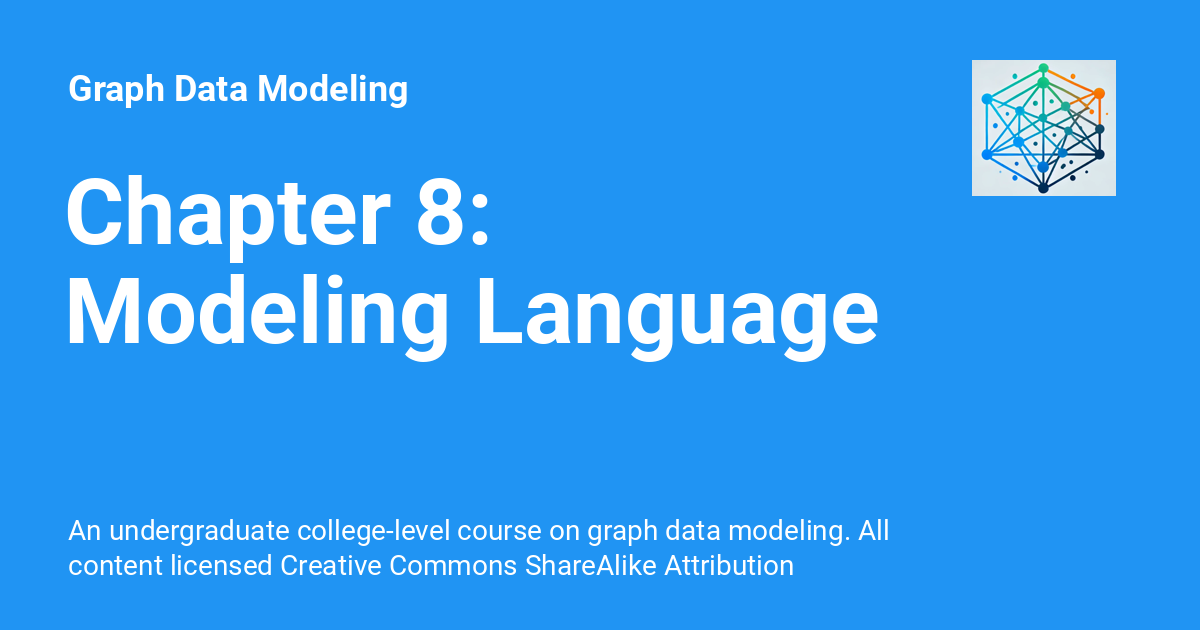 Graph Data Modeling
Chapter 8:
Modeling Language
An undergraduate college-level course on graph data modeling. All
content licensed Creative Commons ShareAlike Attribution